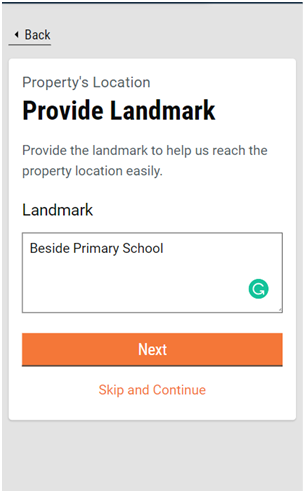 Back
Property's Location
Provide Landmark
Provide the landmark to help us reach the
property location easily.
Landmark
Beside Primary School
Next
Skip and Continue